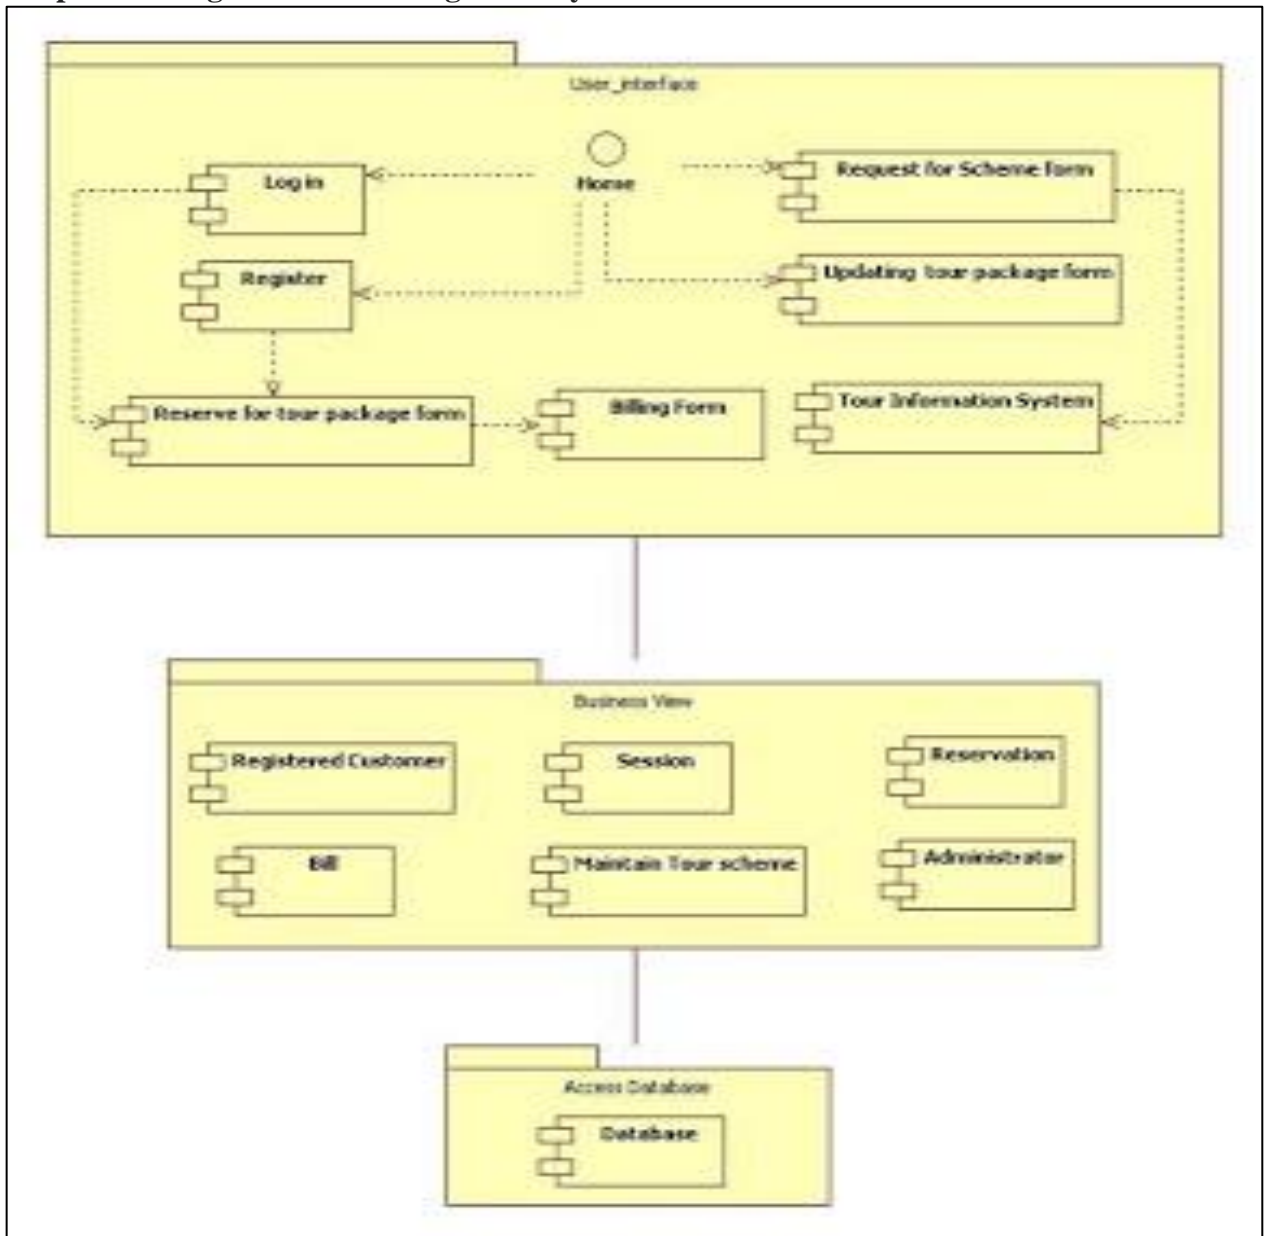 User_interface
Log in
Home
Request for Scheme form
Register
Updating tour package form
Reserve for tour package form
Billing Form
Tour Information System
Business View
Registered Customer
Session
Reservation
Bill
Maintain Tour scheme
Administrator
Access Database
Database